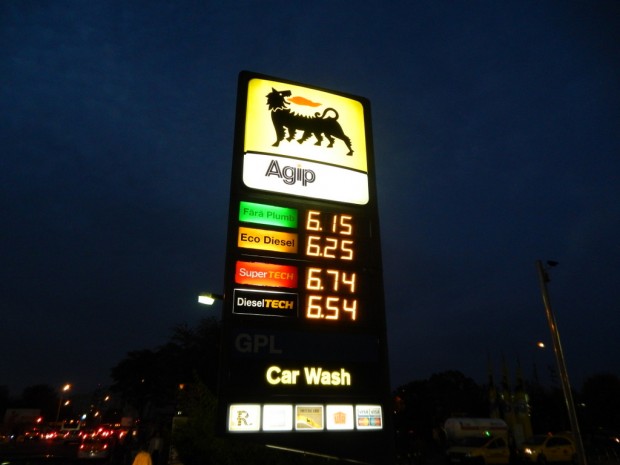 Agip
Fără Plumb 6.15
Eco Diesel 6.25
SuperTECH 6.74
DieselTECH 6.54
GPL
Car Wash